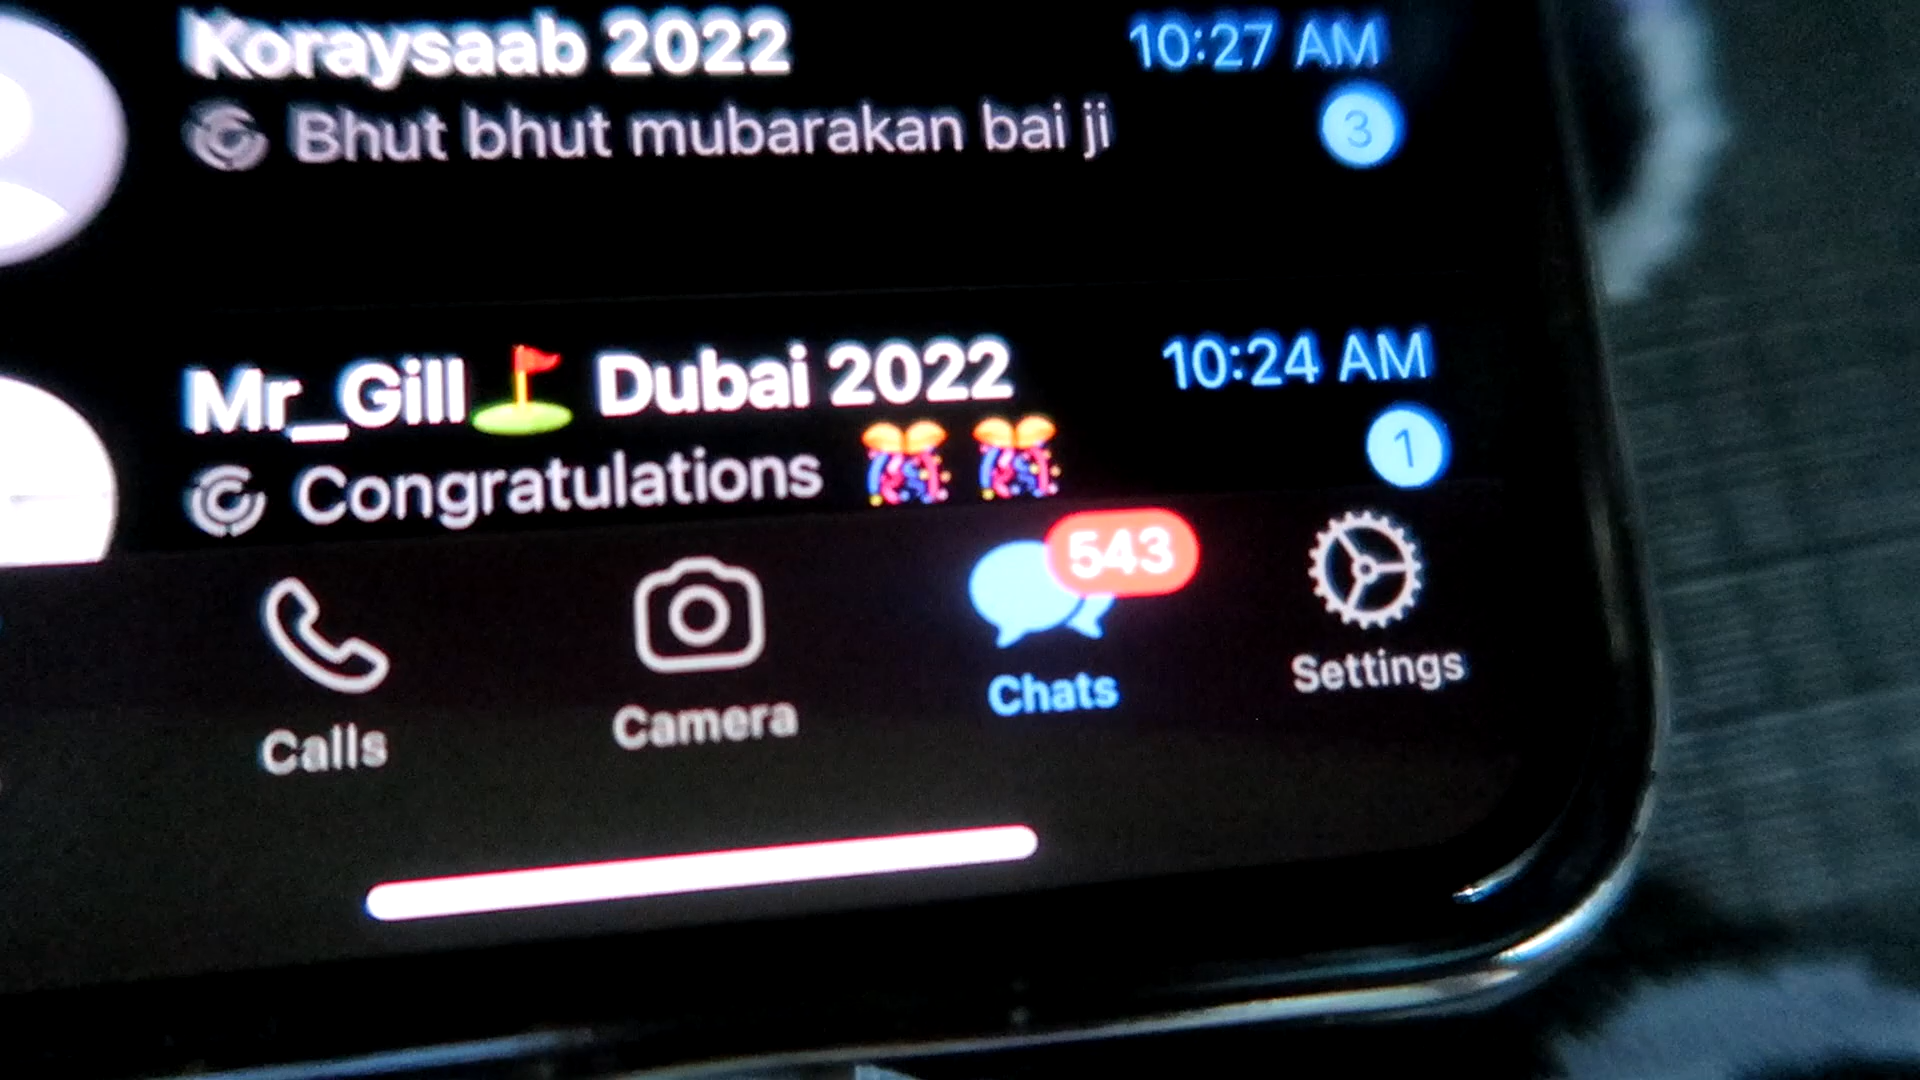 Koraysaab 2022 10:27 AM
Bhut bhut mubarakan bai ji 3
Mr_Gill⛳ Dubai 2022 10:24 AM
Congratulations 🎊 🎊 1
543
Calls Camera Chats Settings